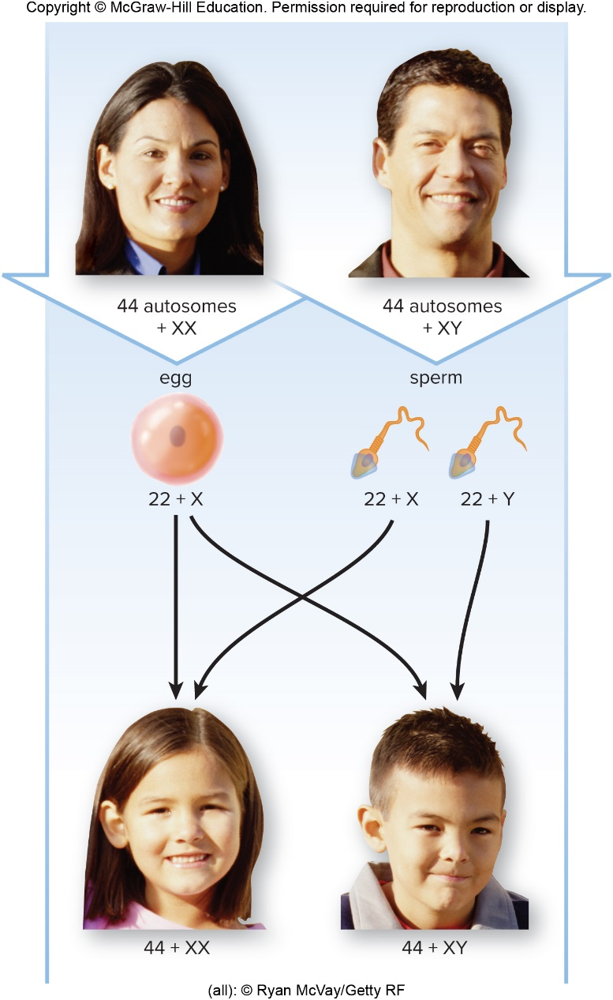 Copyright © McGraw-Hill Education. Permission required for reproduction or display.
44 autosomes
+ XX
44 autosomes
+ XY
egg
sperm
22 + X
22 + X
22 + Y
44 + XX
44 + XY
(all): © Ryan McVay/Getty RF